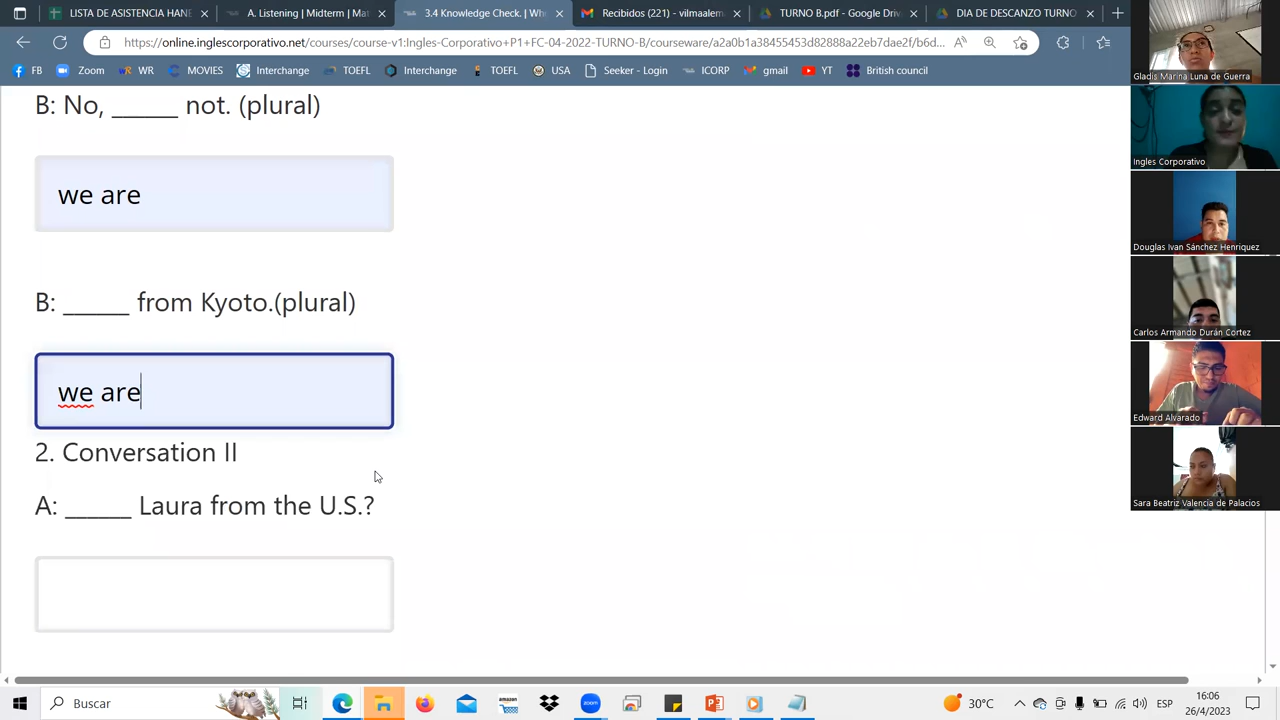 LISTA DE ASISTENCIA HANE
A. Listening | Midterm | Mat
3.4 Knowledge Check. | Wh
Recibidos (221) - vilmaalem
TURNO B.pdf - Google Driv
DIA DE DESCANZO TURNO
https://online.inglescorporativo.net/courses/course-v1:Ingles-Corporativo+P1+FC-04-2022-TURNO-B/courseware/a2a0b1a38455453d82888a22eb7dae2f/b6d...
FB
Zoom
WR
MOVIES
Interchange
TOEFL
Interchange
TOEFL
USA
Seeker - Login
ICORP
gmail
YT
British council
B: No, ______ not. (plural)
we are
B: ______ from Kyoto.(plural)
we are
2. Conversation II
A: ______ Laura from the U.S.?
Gladis Marina Luna de Guerra
Ingles Corporativo
Douglas Ivan Sánchez Henriquez
Carlos Armando Durán Cortez
Edward Alvarado
Sara Beatriz Valencia de Palacios
Buscar
30°C
ESP
16:06
26/4/2023